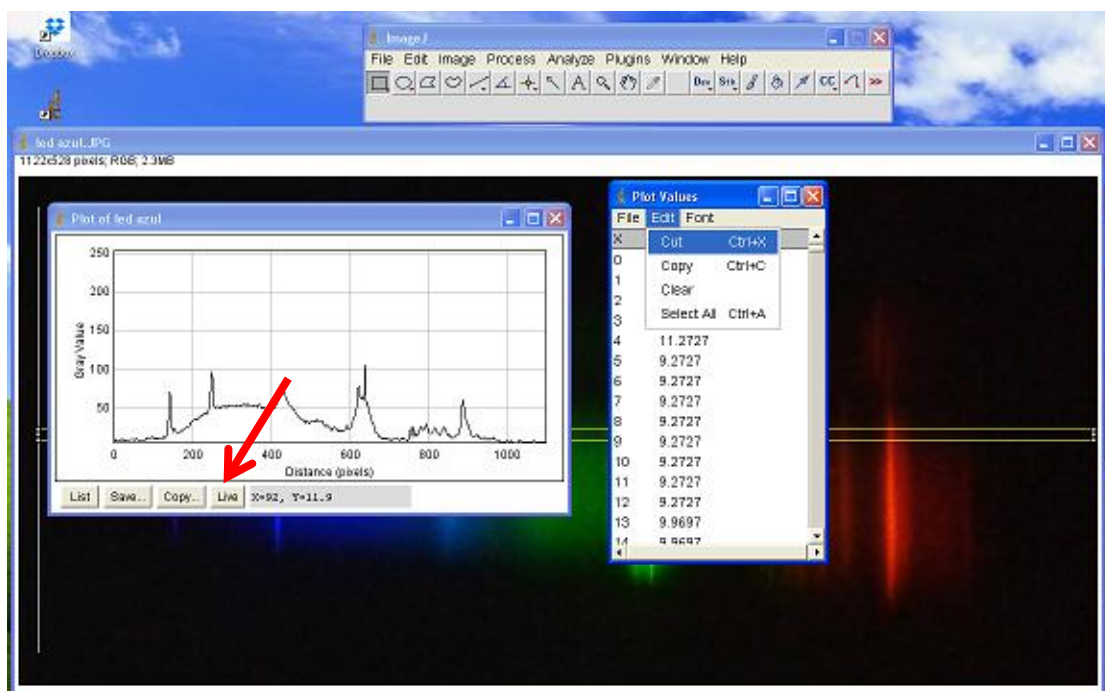 Dropbox
ImageJ
File Edit Image Process Analyze Plugins Window Help
A Dev. Stk. CC >>
led azul.JPG
1122x528 pixels; RGB; 2.3MB
Plot of led azul
250
200
150
100
50
Gray Value
0 200 400 600 800 1000
Distance (pixels)
List Save... Copy... Live X=92, Y=11.9
Plot Values
File Edit Font
X
Cut Ctrl+X
0
Copy Ctrl+C
1
Clear
2
Select All Ctrl+A
3
4 11.2727
5 9.2727
6 9.2727
7 9.2727
8 9.2727
9 9.2727
10 9.2727
11 9.2727
12 9.2727
13 9.9697
14 9.9697